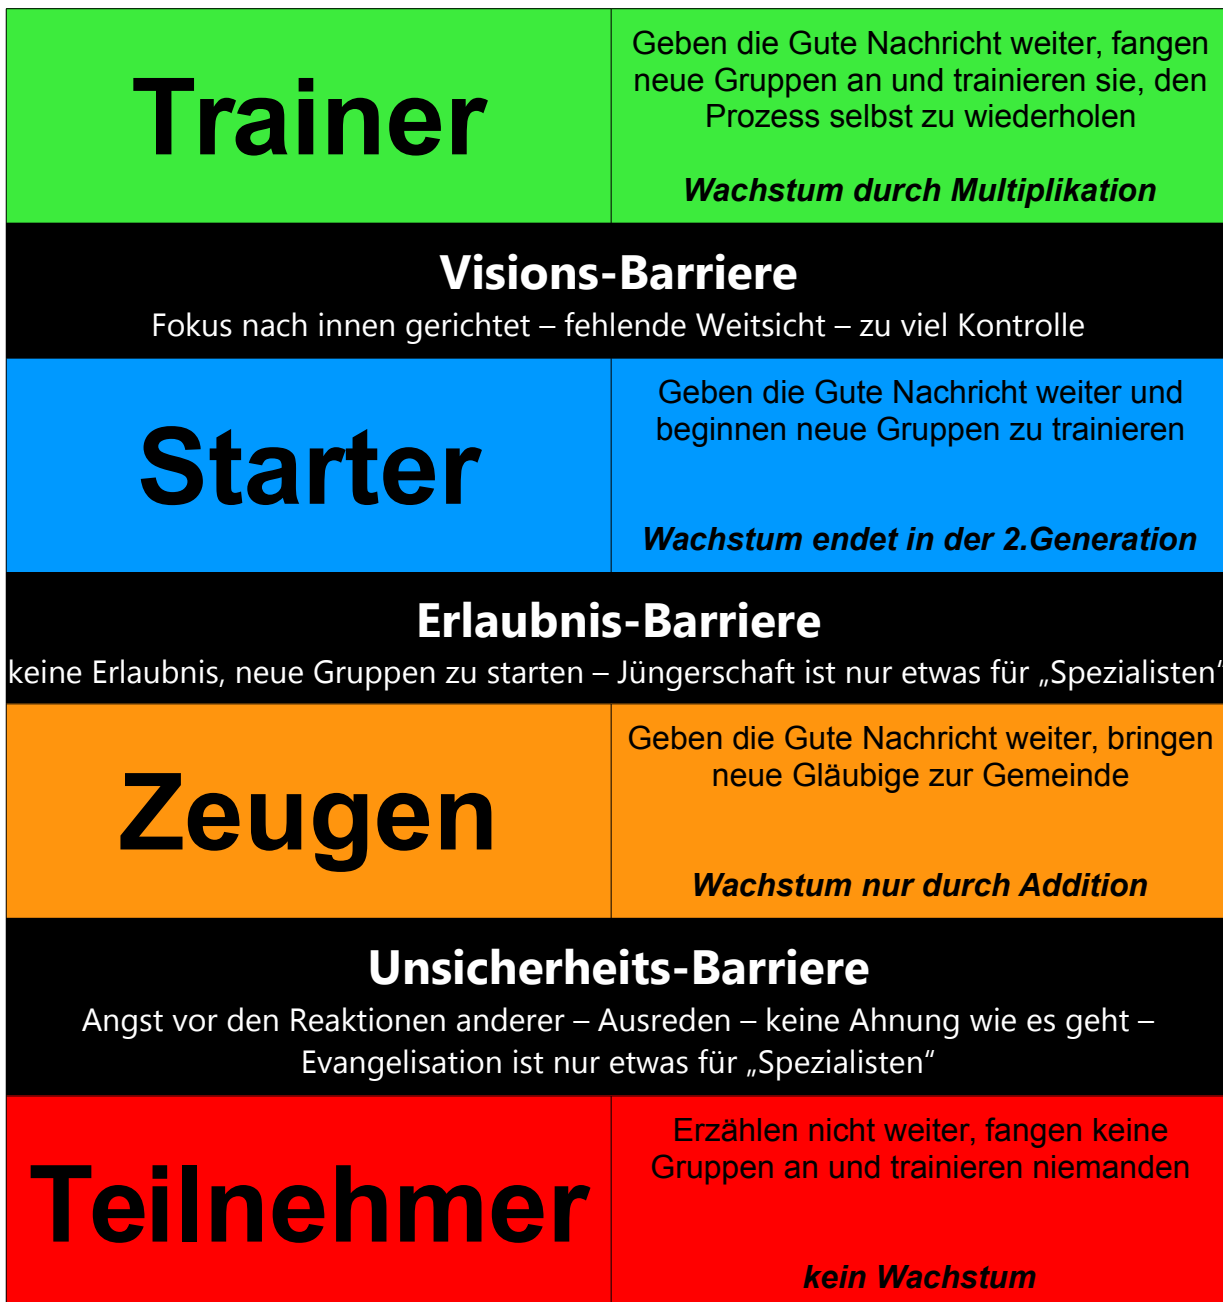 Trainer
Geben die Gute Nachricht weiter, fangen
neue Gruppen an und trainieren sie, den
Prozess selbst zu wiederholen
Wachstum durch Multiplikation
Visions-Barriere
Fokus nach innen gerichtet – fehlende Weitsicht – zu viel Kontrolle
Starter
Geben die Gute Nachricht weiter und
beginnen neue Gruppen zu trainieren
Wachstum endet in der 2.Generation
Erlaubnis-Barriere
keine Erlaubnis, neue Gruppen zu starten – Jüngerschaft ist nur etwas für „Spezialisten“
Zeugen
Geben die Gute Nachricht weiter, bringen
neue Gläubige zur Gemeinde
Wachstum nur durch Addition
Unsicherheits-Barriere
Angst vor den Reaktionen anderer – Ausreden – keine Ahnung wie es geht –
Evangelisation ist nur etwas für „Spezialisten“
Teilnehmer
Erzählen nicht weiter, fangen keine
Gruppen an und trainieren niemanden
kein Wachstum